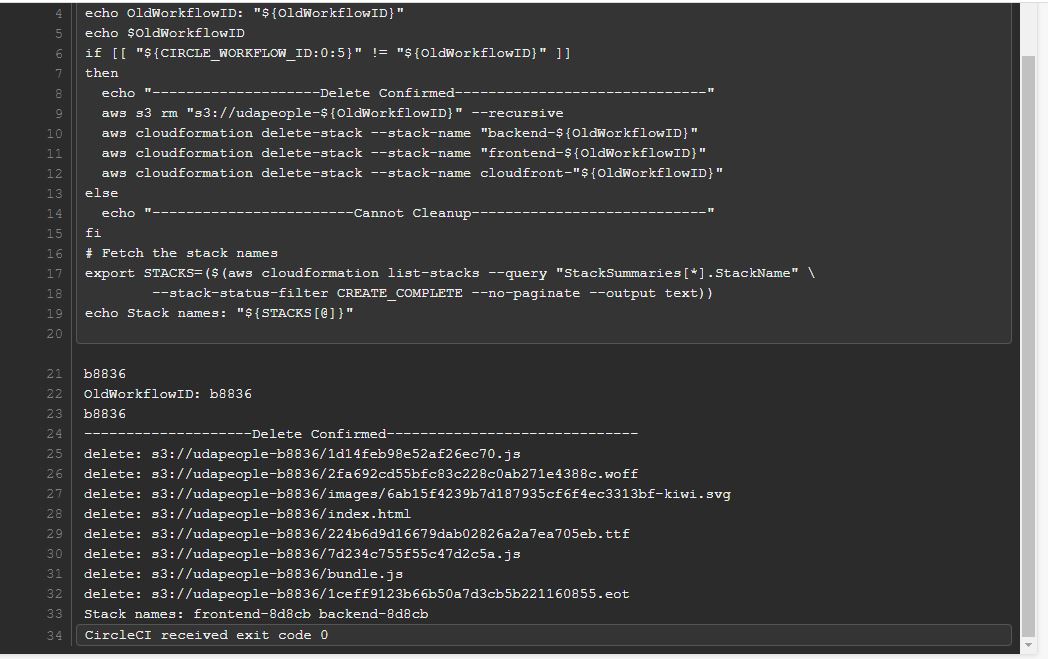 4 echo OldWorkflowID: "${OldWorkflowID}"
5 echo $OldWorkflowID
6 if [[ "${CIRCLE_WORKFLOW_ID:0:5}" != "${OldWorkflowID}" ]]
7 then
8   echo "--------------------Delete Confirmed------------------------------"
9   aws s3 rm "s3://udapeople-${OldWorkflowID}" --recursive
10   aws cloudformation delete-stack --stack-name "backend-${OldWorkflowID}"
11   aws cloudformation delete-stack --stack-name "frontend-${OldWorkflowID}"
12   aws cloudformation delete-stack --stack-name cloudfront-"${OldWorkflowID}"
13 else
14   echo "------------------------Cannot Cleanup----------------------------"
15 fi
16 # Fetch the stack names
17 export STACKS=($(aws cloudformation list-stacks --query "StackSummaries[*].StackName" \
18         --stack-status-filter CREATE_COMPLETE --no-paginate --output text))
19 echo Stack names: "${STACKS[@]}"
20
21 b8836
22 OldWorkflowID: b8836
23 b8836
24 --------------------Delete Confirmed------------------------------
25 delete: s3://udapeople-b8836/1d14feb98e52af26ec70.js
26 delete: s3://udapeople-b8836/2fa692cd55bfc83c228c0ab271e4388c.woff
27 delete: s3://udapeople-b8836/images/6ab15f4239b7d187935cf6f4ec3313bf-kiwi.svg
28 delete: s3://udapeople-b8836/index.html
29 delete: s3://udapeople-b8836/224b6d9d16679dab02826a2a7ea705eb.ttf
30 delete: s3://udapeople-b8836/7d234c755f55c47d2c5a.js
31 delete: s3://udapeople-b8836/bundle.js
32 delete: s3://udapeople-b8836/1ceff9123b66b50a7d3cb5b221160855.eot
33 Stack names: frontend-8d8cb backend-8d8cb
34 CircleCI received exit code 0